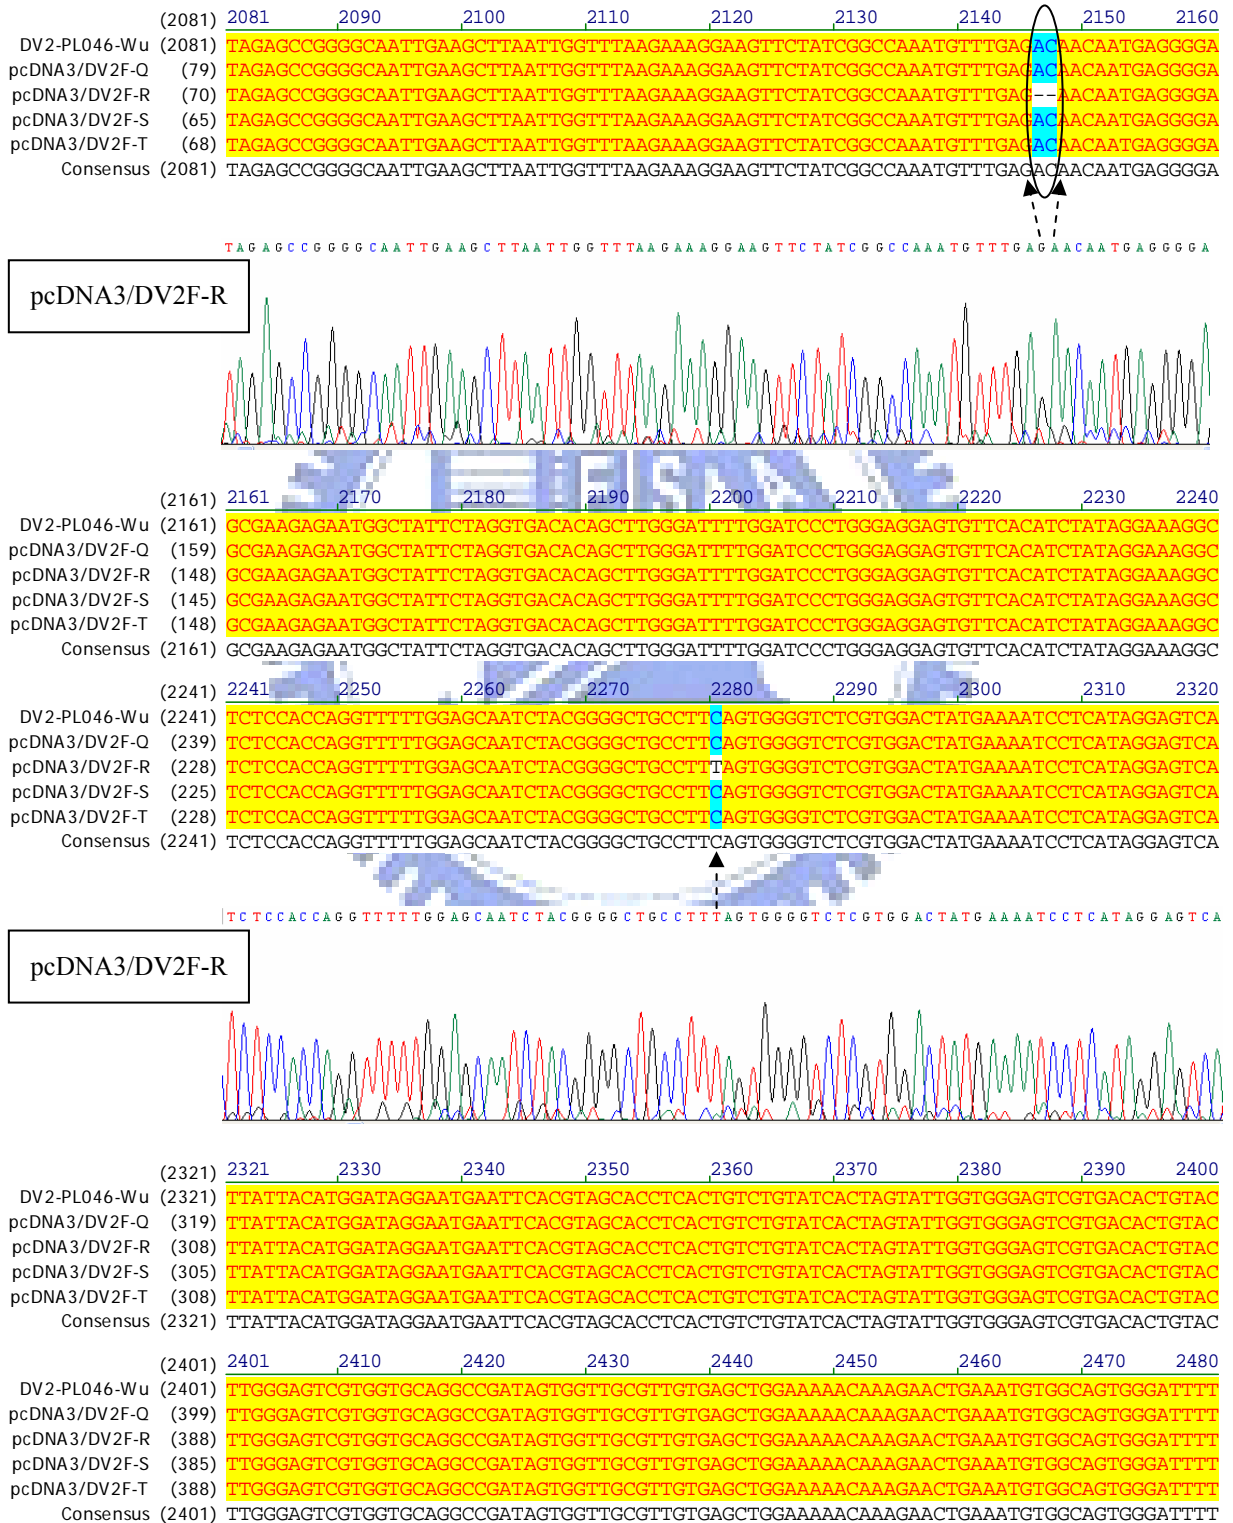 (2081) 2081 2090 2100 2110 2120 2130 2140 2150 2160
DV2-PL046-Wu (2081) TAGAGCCGGGGCAATTGAAGCTTAATTGGTTTAAGAAAGGAAGTTCTATCGGCCAAATGTTTGAGACAACAATGAGGGGA
pcDNA3/DV2F-Q (79) TAGAGCCGGGGCAATTGAAGCTTAATTGGTTTAAGAAAGGAAGTTCTATCGGCCAAATGTTTGAGACAACAATGAGGGGA
pcDNA3/DV2F-R (70) TAGAGCCGGGGCAATTGAAGCTTAATTGGTTTAAGAAAGGAAGTTCTATCGGCCAAATGTTTGAG--AACAATGAGGGGA
pcDNA3/DV2F-S (65) TAGAGCCGGGGCAATTGAAGCTTAATTGGTTTAAGAAAGGAAGTTCTATCGGCCAAATGTTTGAGACAACAATGAGGGGA
pcDNA3/DV2F-T (68) TAGAGCCGGGGCAATTGAAGCTTAATTGGTTTAAGAAAGGAAGTTCTATCGGCCAAATGTTTGAGACAACAATGAGGGGA
Consensus (2081) TAGAGCCGGGGCAATTGAAGCTTAATTGGTTTAAGAAAGGAAGTTCTATCGGCCAAATGTTTGAGACAACAATGAGGGGA
TAGAGCCGGGGCAATTGAAGCTTAATTGGTTTAAGAAAGGAAGTTCTATCGGCCAAATGTTTGAGAACAATGAGGGGA
pcDNA3/DV2F-R
(2161) 2161 2170 2180 2190 2200 2210 2220 2230 2240
DV2-PL046-Wu (2161) GCGAAGAGAATGGCTATTCTAGGTGACACAGCTTGGGATTTTGGATCCCTGGGAGGAGTGTTCACATCTATAGGAAAGGC
pcDNA3/DV2F-Q (159) GCGAAGAGAATGGCTATTCTAGGTGACACAGCTTGGGATTTTGGATCCCTGGGAGGAGTGTTCACATCTATAGGAAAGGC
pcDNA3/DV2F-R (148) GCGAAGAGAATGGCTATTCTAGGTGACACAGCTTGGGATTTTGGATCCCTGGGAGGAGTGTTCACATCTATAGGAAAGGC
pcDNA3/DV2F-S (145) GCGAAGAGAATGGCTATTCTAGGTGACACAGCTTGGGATTTTGGATCCCTGGGAGGAGTGTTCACATCTATAGGAAAGGC
pcDNA3/DV2F-T (148) GCGAAGAGAATGGCTATTCTAGGTGACACAGCTTGGGATTTTGGATCCCTGGGAGGAGTGTTCACATCTATAGGAAAGGC
Consensus (2161) GCGAAGAGAATGGCTATTCTAGGTGACACAGCTTGGGATTTTGGATCCCTGGGAGGAGTGTTCACATCTATAGGAAAGGC
(2241) 2241 2250 2260 2270 2280 2290 2300 2310 2320
DV2-PL046-Wu (2241) TCTCCACCAGGTTTTTGGAGCAATCTACGGGGCTGCCTTCAGTGGGGTCTCGTGGACTATGAAAATCCTCATAGGAGTCA
pcDNA3/DV2F-Q (239) TCTCCACCAGGTTTTTGGAGCAATCTACGGGGCTGCCTTCAGTGGGGTCTCGTGGACTATGAAAATCCTCATAGGAGTCA
pcDNA3/DV2F-R (228) TCTCCACCAGGTTTTTGGAGCAATCTACGGGGCTGCCTTTAGTGGGGTCTCGTGGACTATGAAAATCCTCATAGGAGTCA
pcDNA3/DV2F-S (225) TCTCCACCAGGTTTTTGGAGCAATCTACGGGGCTGCCTTCAGTGGGGTCTCGTGGACTATGAAAATCCTCATAGGAGTCA
pcDNA3/DV2F-T (228) TCTCCACCAGGTTTTTGGAGCAATCTACGGGGCTGCCTTCAGTGGGGTCTCGTGGACTATGAAAATCCTCATAGGAGTCA
Consensus (2241) TCTCCACCAGGTTTTTGGAGCAATCTACGGGGCTGCCTTCAGTGGGGTCTCGTGGACTATGAAAATCCTCATAGGAGTCA
TCTCCACCAGGTTTTTGGAGCAATCTACGGGGCTGCCTTTAGTGGGGTCTCGTGGACTATGAAAATCCTCATAGGAGTCA
pcDNA3/DV2F-R
(2321) 2321 2330 2340 2350 2360 2370 2380 2390 2400
DV2-PL046-Wu (2321) TTATTACATGGATAGGAATGAATTCACGTAGCACCTCACTGTCTGTATCACTAGTATTGGTGGGAGTCGTGACACTGTAC
pcDNA3/DV2F-Q (319) TTATTACATGGATAGGAATGAATTCACGTAGCACCTCACTGTCTGTATCACTAGTATTGGTGGGAGTCGTGACACTGTAC
pcDNA3/DV2F-R (308) TTATTACATGGATAGGAATGAATTCACGTAGCACCTCACTGTCTGTATCACTAGTATTGGTGGGAGTCGTGACACTGTAC
pcDNA3/DV2F-S (305) TTATTACATGGATAGGAATGAATTCACGTAGCACCTCACTGTCTGTATCACTAGTATTGGTGGGAGTCGTGACACTGTAC
pcDNA3/DV2F-T (308) TTATTACATGGATAGGAATGAATTCACGTAGCACCTCACTGTCTGTATCACTAGTATTGGTGGGAGTCGTGACACTGTAC
Consensus (2321) TTATTACATGGATAGGAATGAATTCACGTAGCACCTCACTGTCTGTATCACTAGTATTGGTGGGAGTCGTGACACTGTAC
(2401) 2401 2410 2420 2430 2440 2450 2460 2470 2480
DV2-PL046-Wu (2401) TTGGGAGTCGTGGTGCAGGCCGATAGTGGTTGCGTTGTGAGCTGGAAAAACAAAGAACTGAAATGTGGCAGTGGGATTTT
pcDNA3/DV2F-Q (399) TTGGGAGTCGTGGTGCAGGCCGATAGTGGTTGCGTTGTGAGCTGGAAAAACAAAGAACTGAAATGTGGCAGTGGGATTTT
pcDNA3/DV2F-R (388) TTGGGAGTCGTGGTGCAGGCCGATAGTGGTTGCGTTGTGAGCTGGAAAAACAAAGAACTGAAATGTGGCAGTGGGATTTT
pcDNA3/DV2F-S (385) TTGGGAGTCGTGGTGCAGGCCGATAGTGGTTGCGTTGTGAGCTGGAAAAACAAAGAACTGAAATGTGGCAGTGGGATTTT
pcDNA3/DV2F-T (388) TTGGGAGTCGTGGTGCAGGCCGATAGTGGTTGCGTTGTGAGCTGGAAAAACAAAGAACTGAAATGTGGCAGTGGGATTTT
Consensus (2401) TTGGGAGTCGTGGTGCAGGCCGATAGTGGTTGCGTTGTGAGCTGGAAAAACAAAGAACTGAAATGTGGCAGTGGGATTTT